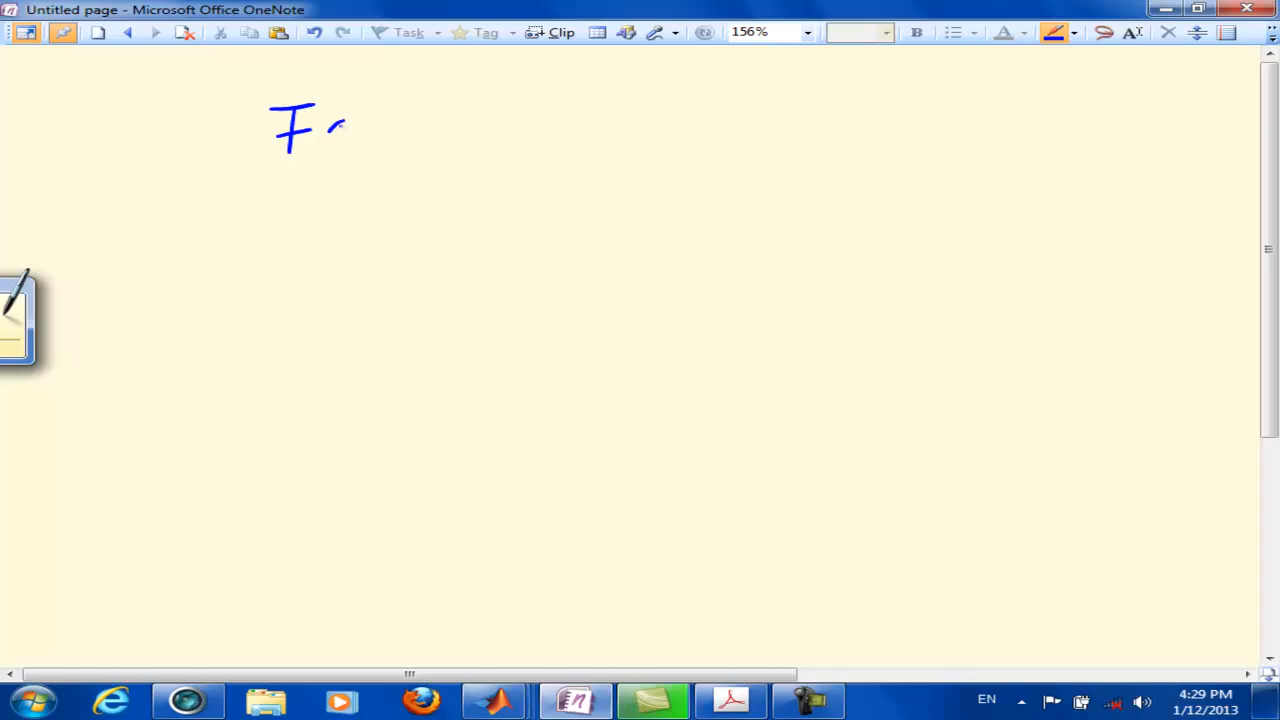 Untitled page - Microsoft Office OneNote
Task Tag Clip 156% B A A
F
EN 4:29 PM
1/12/2013